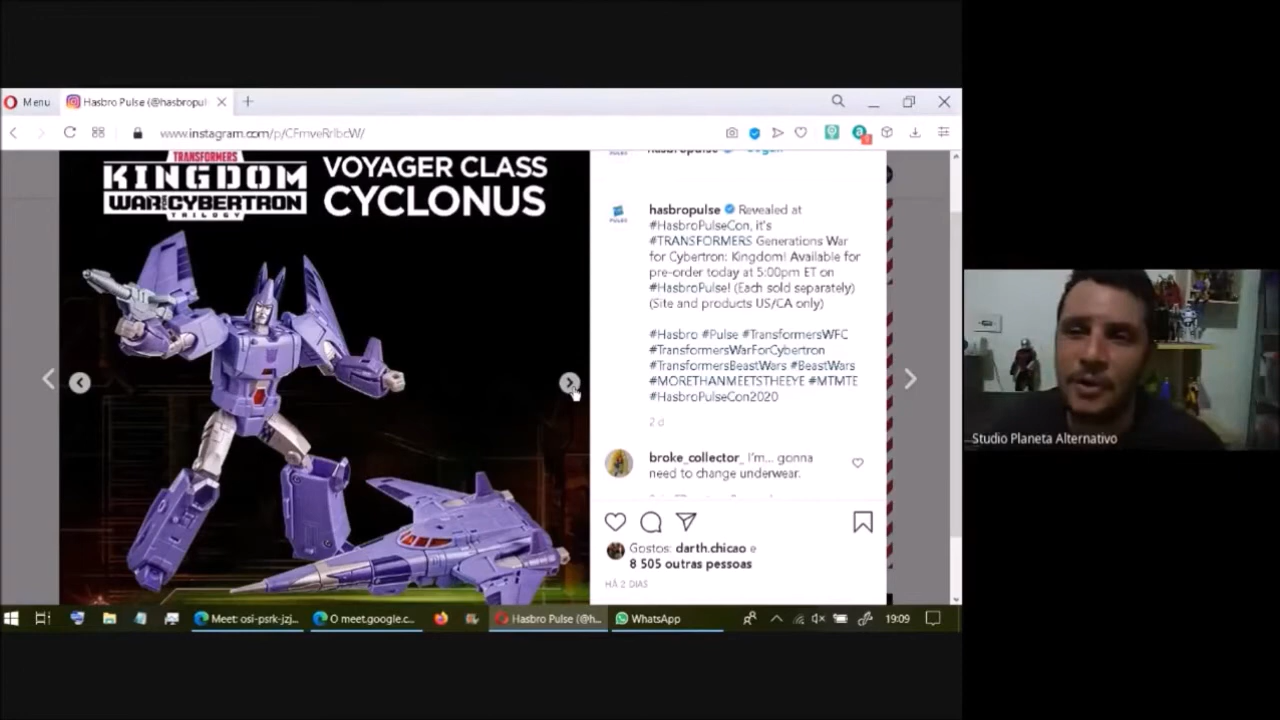 Menu
Hasbro Pulse (@hasbropul
www.instagram.com/p/CFmveRrlbcW/
TRANSFORMERS
KINGDOM
WAR FOR CYBERTRON
TRILOGY
VOYAGER CLASS
CYCLONUS
hasbropulse Revealed at
#HasbroPulseCon, it's
#TRANSFORMERS Generations War
for Cybertron: Kingdom! Available for
pre-order today at 5:00pm ET on
#HasbroPulse! (Each sold separately)
(Site and products US/CA only)
#Hasbro #Pulse #TransformersWFC
#TransformersWarForCybertron
#TransformersBeastWars #BeastWars
#MORETHANMEETSTHEEYE #MTMTE
#HasbroPulseCon2020
2 d
broke_collector_ I'm... gonna
need to change underwear.
Gostos: darth.chicao e
8 505 outras pessoas
HÁ 2 DIAS
Meet: osi-psrk-jzj...
O meet.google.c...
Hasbro Pulse (@h...
WhatsApp
19:09
Studio Planeta Alternativo